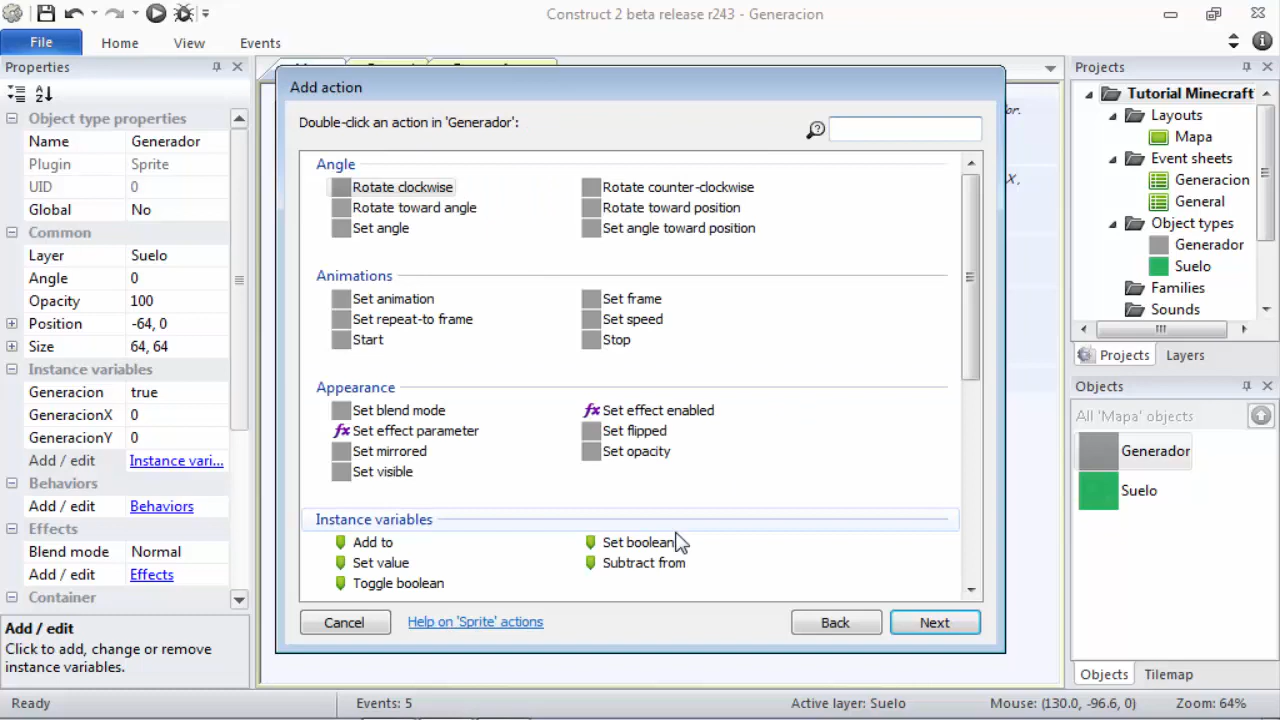 Construct 2 beta release r243 - Generacion
File
Home
View
Events
Properties
Object type properties
Name Generador
Plugin Sprite
UID 0
Global No
Common
Layer Suelo
Angle 0
Opacity 100
Position -64, 0
Size 64, 64
Instance variables
Generacion true
GeneracionX 0
GeneracionY 0
Add / edit Instance vari...
Behaviors
Add / edit Behaviors
Effects
Blend mode Normal
Add / edit Effects
Container
Add / edit
Click to add, change or remove
instance variables.
Add action
Double-click an action in 'Generador':
Angle
Rotate clockwise Rotate counter-clockwise
Rotate toward angle Rotate toward position
Set angle Set angle toward position
Animations
Set animation Set frame
Set repeat-to frame Set speed
Start Stop
Appearance
Set blend mode fx Set effect enabled
fx Set effect parameter Set flipped
Set mirrored Set opacity
Set visible
Instance variables
Add to Set boolean
Set value Subtract from
Toggle boolean
Cancel Help on 'Sprite' actions Back Next
or.
X,
Projects
Tutorial Minecraft
Layouts
Mapa
Event sheets
Generacion
General
Object types
Generador
Suelo
Families
Sounds
Projects Layers
Objects
All 'Mapa' objects
Generador
Suelo
Objects Tilemap
Ready Events: 5 Active layer: Suelo Mouse: (130.0, -96.6, 0) Zoom: 64%